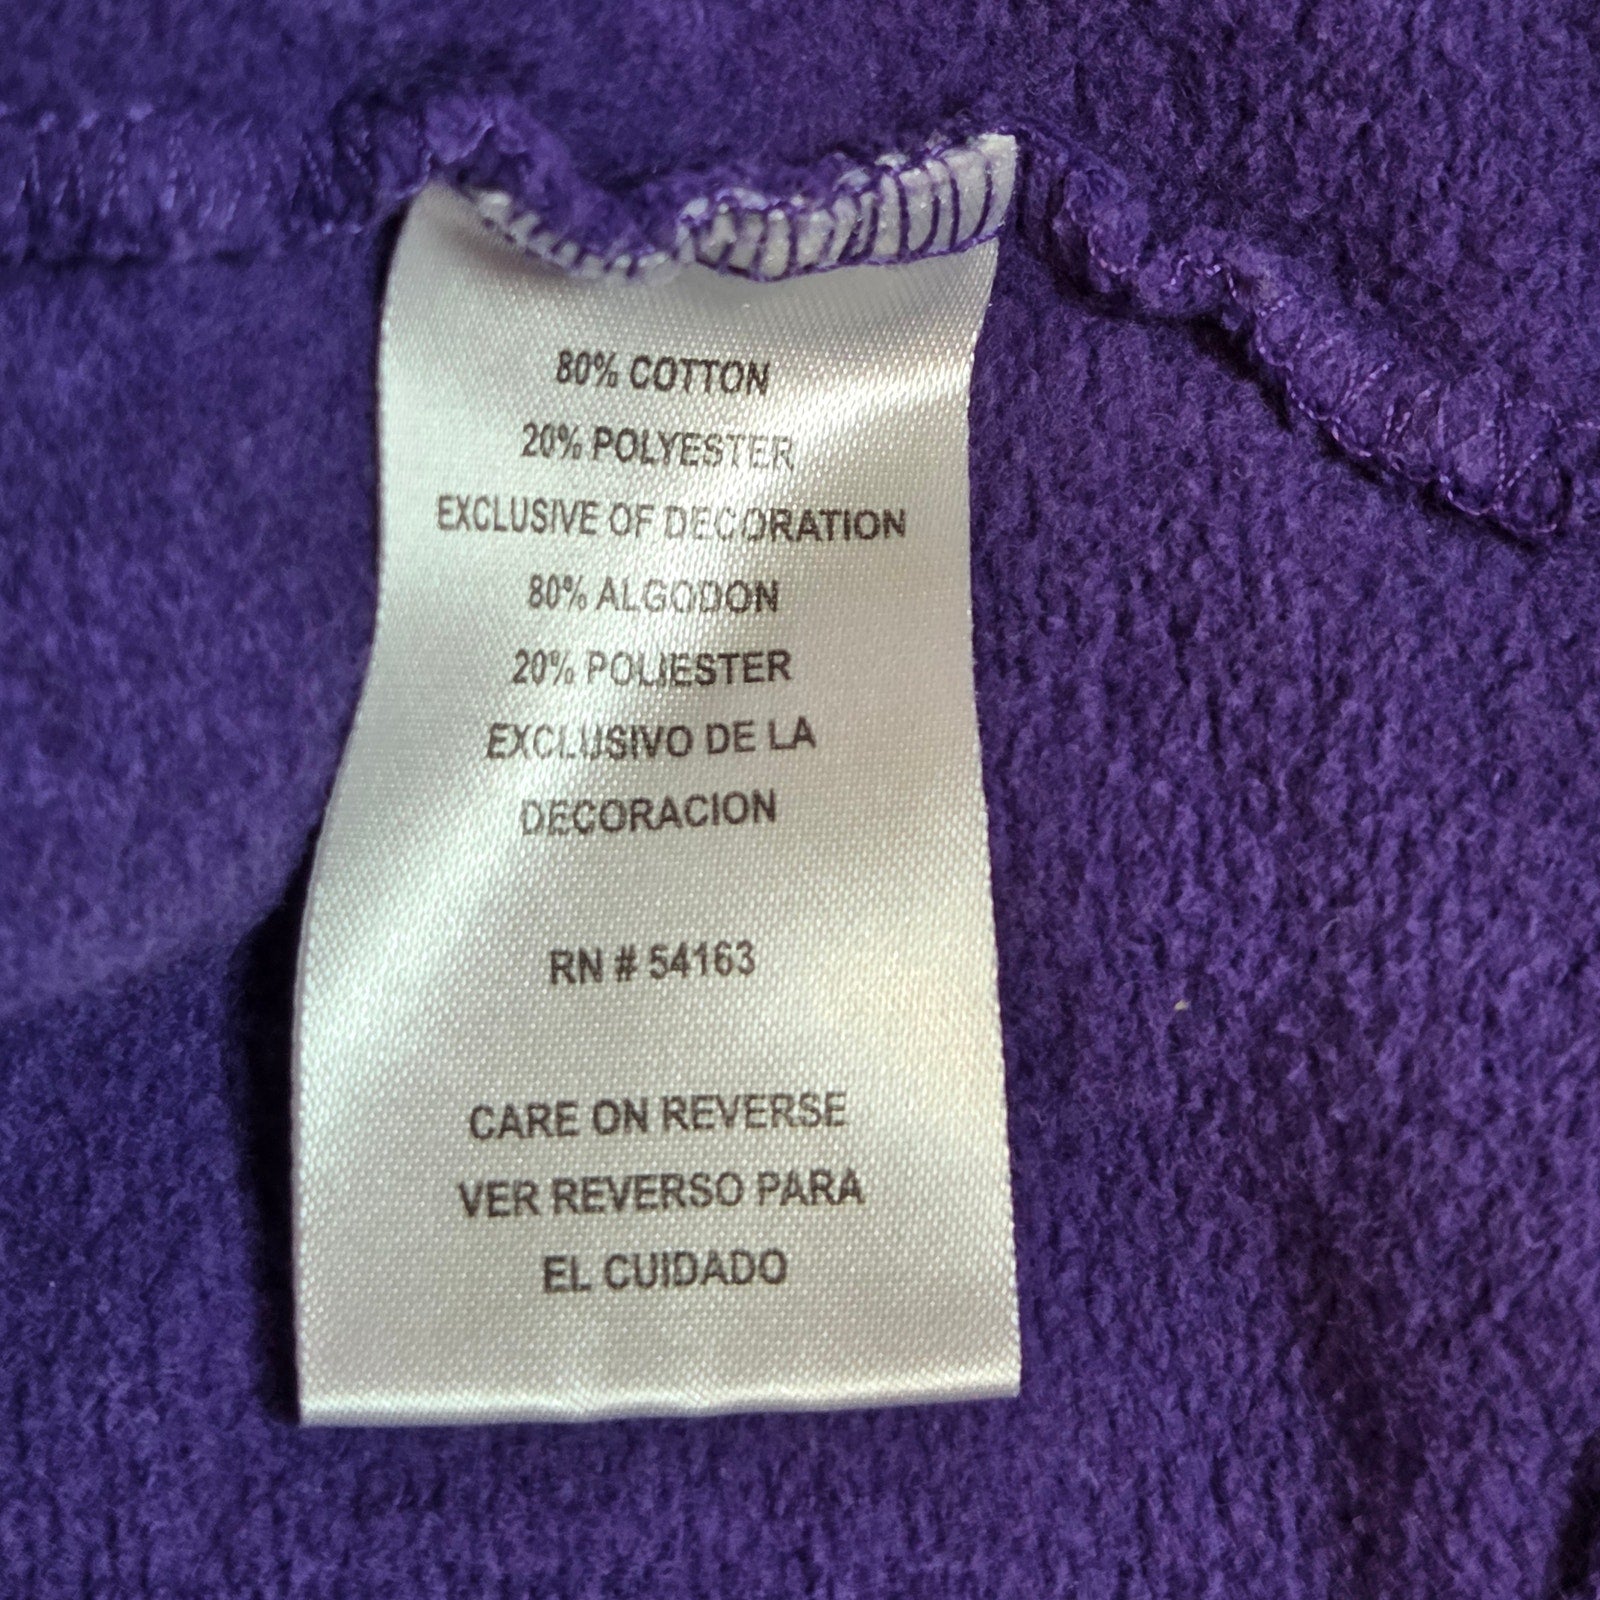 80% COTTON
20% POLYESTER
EXCLUSIVE OF DECORATION
80% ALGODON
20% POLIESTER
EXCLUSIVO DE LA
DECORACION
RN # 54163
CARE ON REVERSE
VER REVERSO PARA
EL CUIDADO